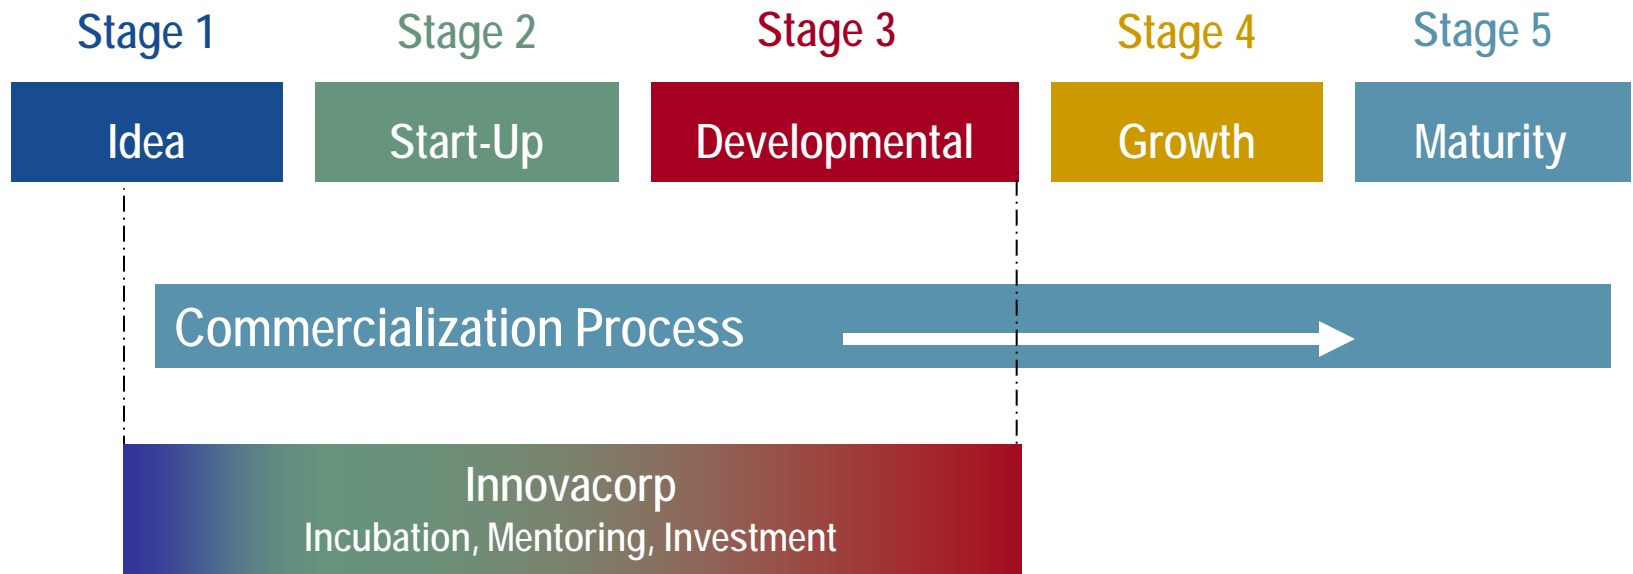 Stage 1
Stage 2
Stage 3
Stage 4
Stage 5
Idea
Start-Up
Developmental
Growth
Maturity
Commercialization Process
Innovacorp
Incubation, Mentoring, Investment